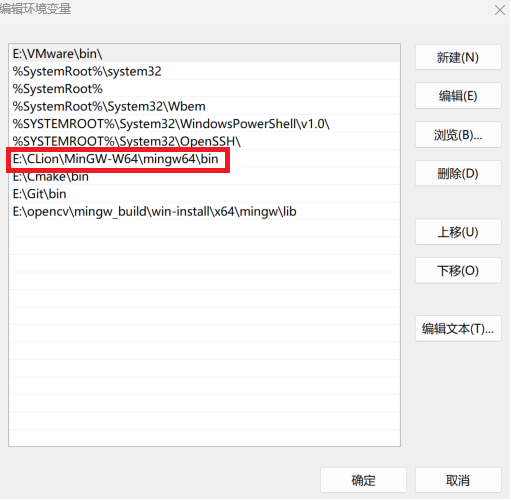 编辑环境变量
E:\VMware\bin\
%SystemRoot%\system32
%SystemRoot%
%SystemRoot%\System32\Wbem
%SYSTEMROOT%\System32\WindowsPowerShell\v1.0\
%SYSTEMROOT%\System32\OpenSSH\
E:\CLion\MinGW-W64\mingw64\bin
E:\Cmake\bin
E:\Git\bin
E:\opencv\mingw_build\win-install\x64\mingw\lib
新建(N)
编辑(E)
浏览(B)...
删除(D)
上移(U)
下移(O)
编辑文本(T)...
确定
取消